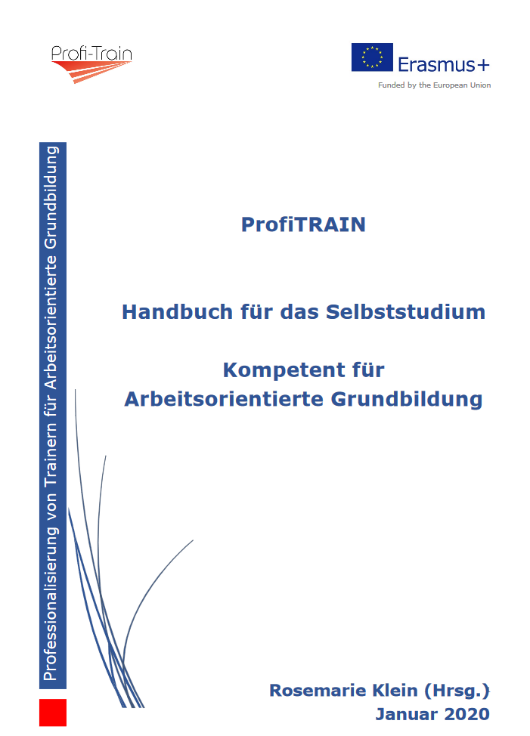 Profi-Train
Erasmus+
Funded by the European Union
Professionalisierung von Trainern für Arbeitsorientierte Grundbildung
ProfiTRAIN
Handbuch für das Selbststudium
Kompetent für
Arbeitsorientierte Grundbildung
Rosemarie Klein (Hrsg.)
Januar 2020